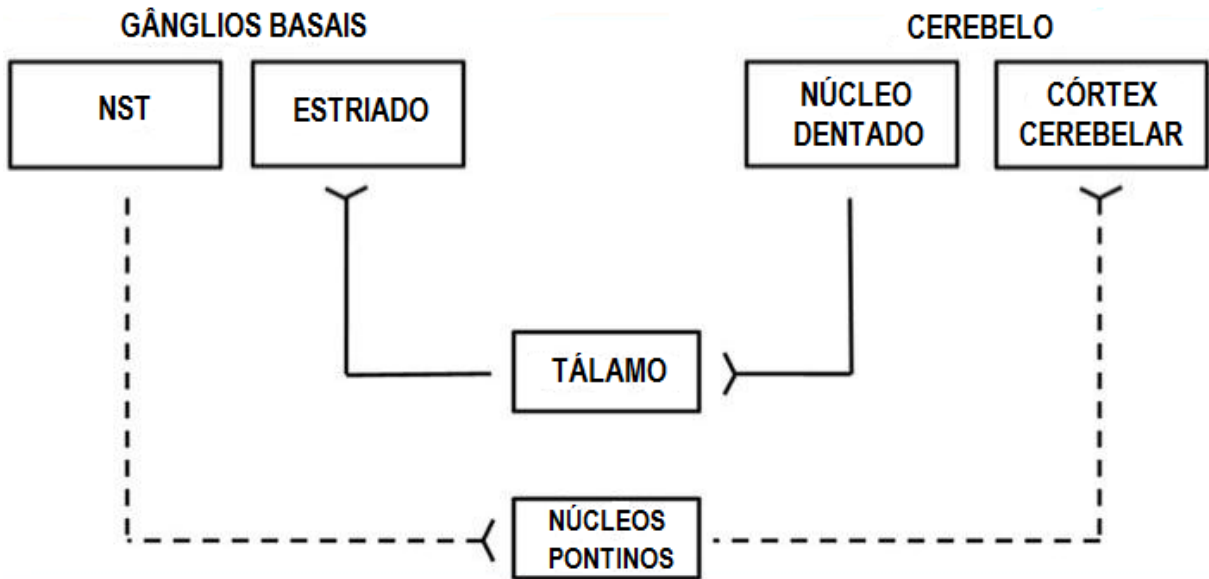 GÂNGLIOS BASAIS
CEREBELO
NST
ESTRIADO
NÚCLEO
DENTADO
CÓRTEX
CEREBELAR
TÁLAMO
NÚCLEOS
PONTINOS